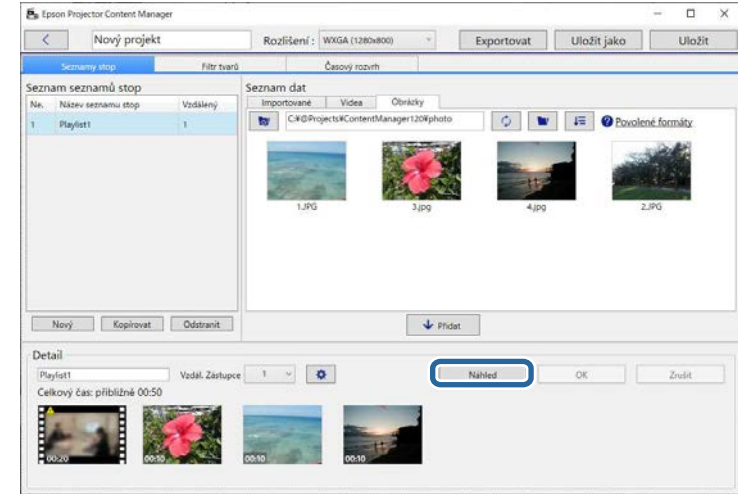 Epson Projector Content Manager
Nový projekt
Rozlišení : WXGA (1280x800)
Exportovat
Uložit jako
Uložit
Seznamy stop
Filtr tvarů
Časový rozvrh
Seznam seznamů stop
Ne. Název seznamu stop Vzdálený
1 Playlist1 1
Nový
Kopírovat
Odstranit
Seznam dat
Importované
Videa
Obrázky
C:¥@Projects¥ContentManager120¥photo
Povolené formáty
1.JPG
3.jpg
4.jpg
2.JPG
Přidat
Detail
Playlist1
Vzdál. Zástupce
1
Náhled
OK
Zrušit
Celkový čas: přibližně 00:50
00:20
00:10
00:10
00:10